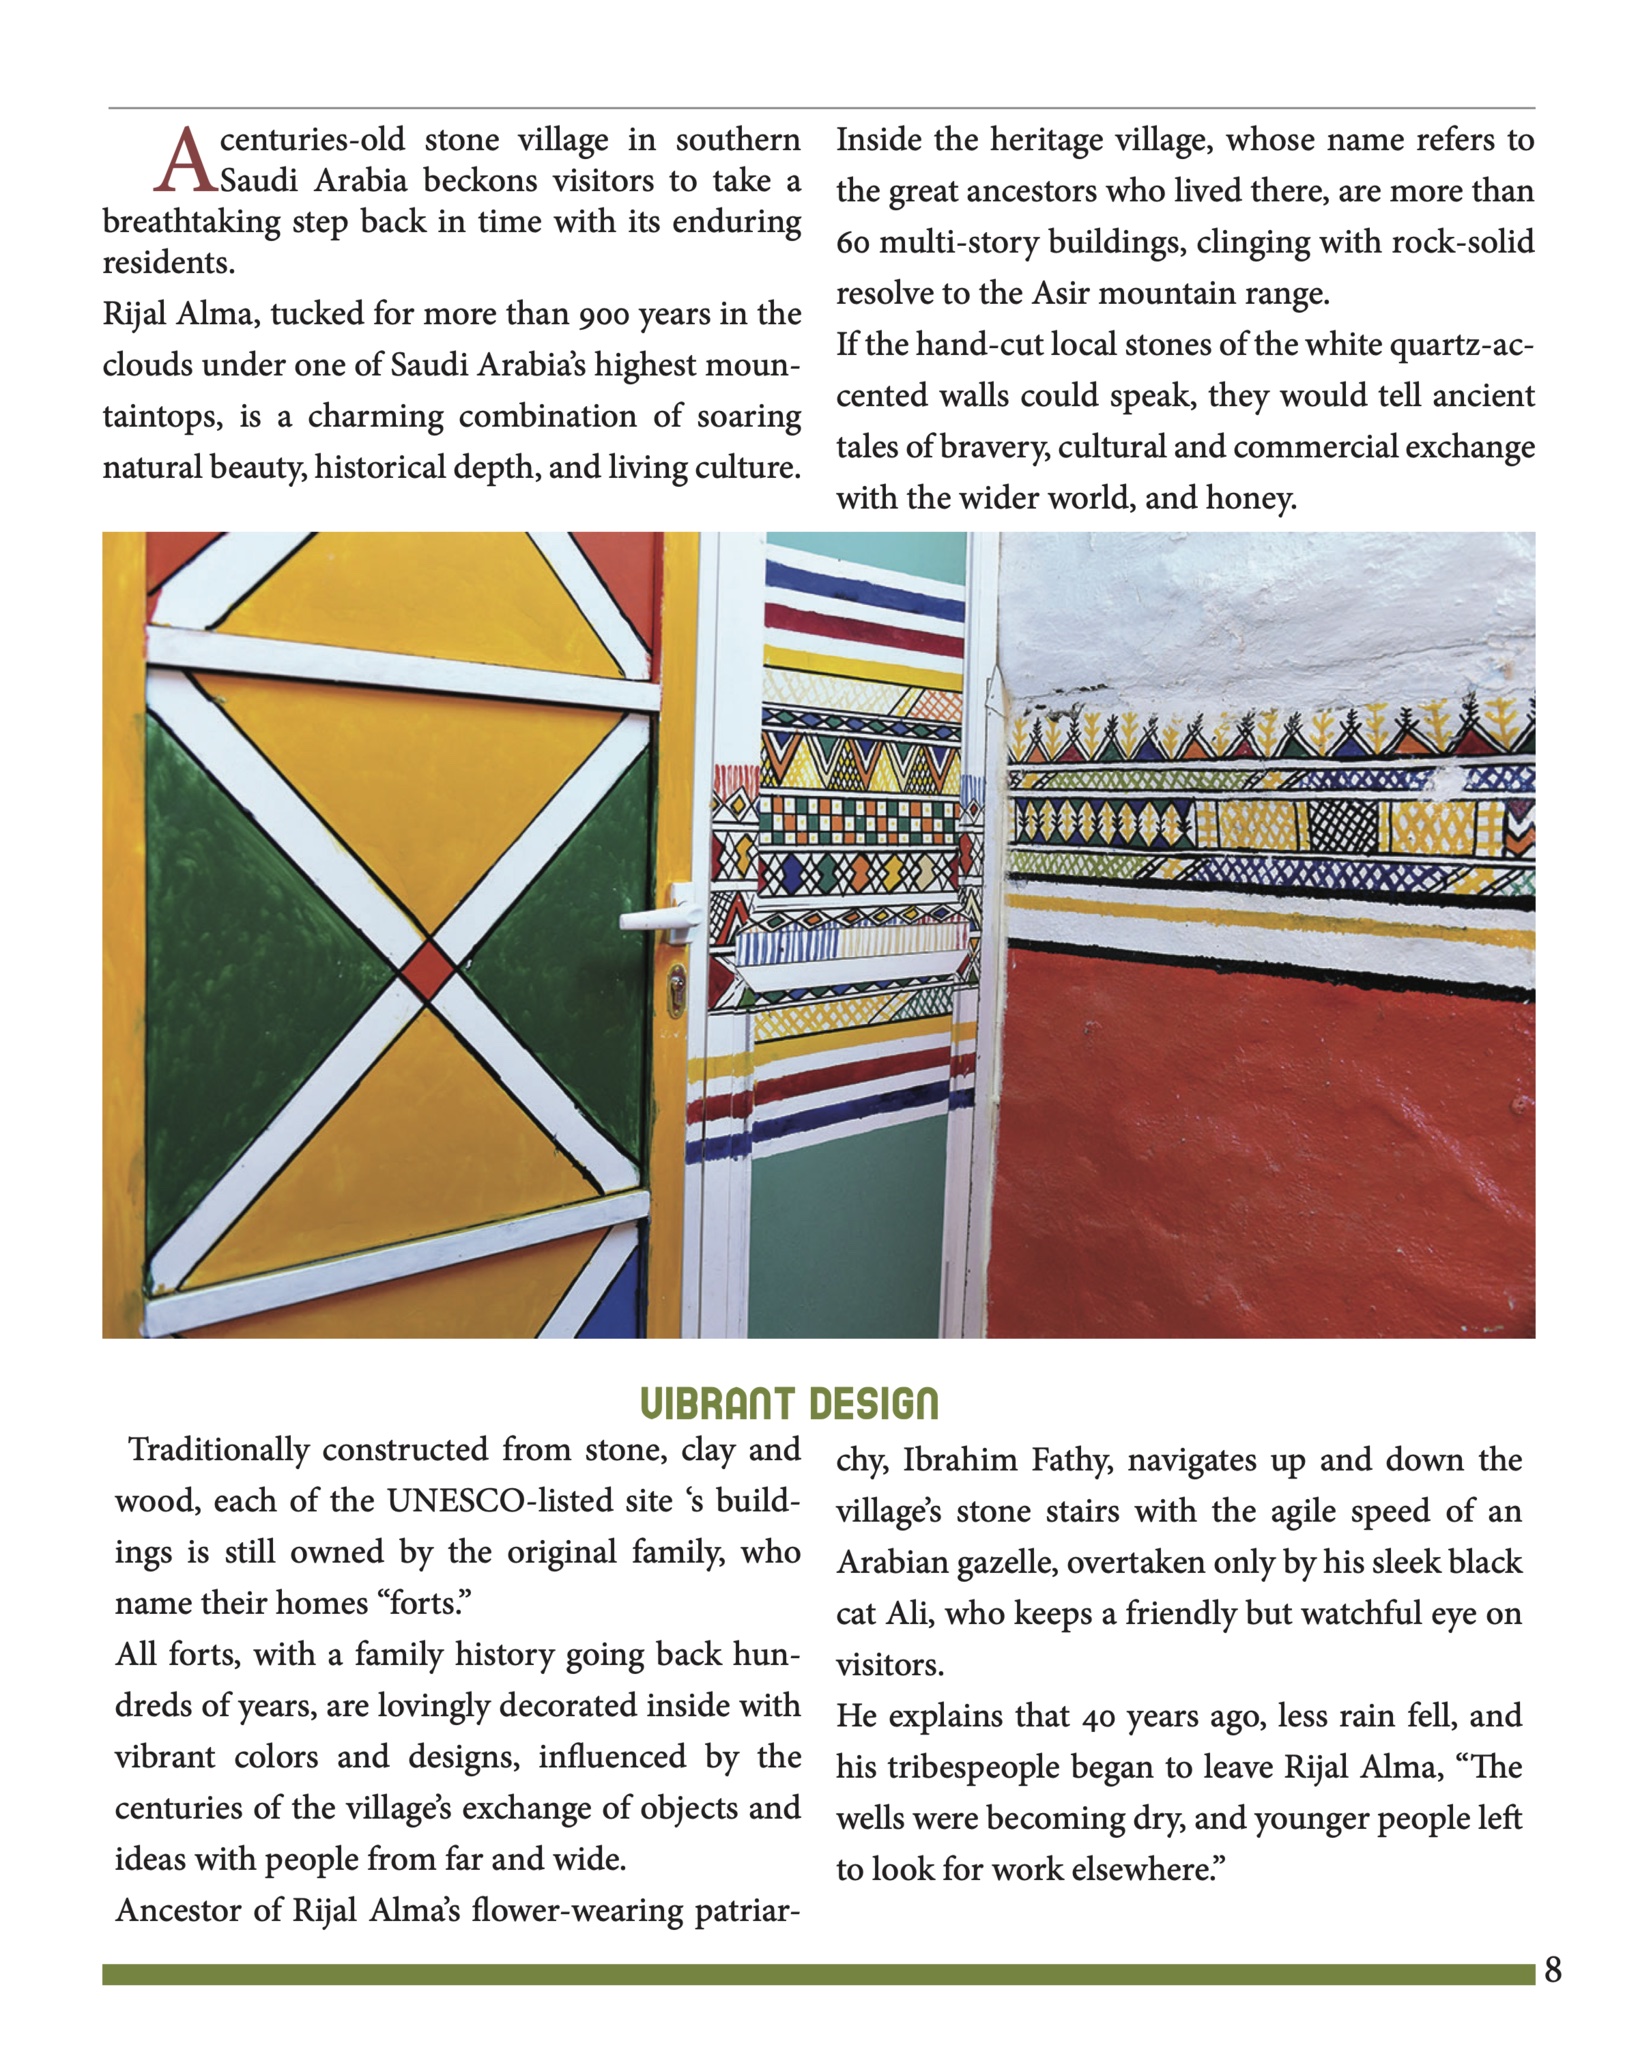 A centuries-old stone village in southern
Saudi Arabia beckons visitors to take a
breathtaking step back in time with its enduring
residents.
Rijal Alma, tucked for more than 900 years in the
clouds under one of Saudi Arabia’s highest moun-
taintops, is a charming combination of soaring
natural beauty, historical depth, and living culture.
Inside the heritage village, whose name refers to
the great ancestors who lived there, are more than
60 multi-story buildings, clinging with rock-solid
resolve to the Asir mountain range.
If the hand-cut local stones of the white quartz-ac-
cented walls could speak, they would tell ancient
tales of bravery, cultural and commercial exchange
with the wider world, and honey.
VIBRANT DESIGN
Traditionally constructed from stone, clay and
wood, each of the UNESCO-listed site ‘s build-
ings is still owned by the original family, who
name their homes “forts.”
All forts, with a family history going back hun-
dreds of years, are lovingly decorated inside with
vibrant colors and designs, influenced by the
centuries of the village’s exchange of objects and
ideas with people from far and wide.
Ancestor of Rijal Alma’s flower-wearing patriar-
chy, Ibrahim Fathy, navigates up and down the
village’s stone stairs with the agile speed of an
Arabian gazelle, overtaken only by his sleek black
cat Ali, who keeps a friendly but watchful eye on
visitors.
He explains that 40 years ago, less rain fell, and
his tribespeople began to leave Rijal Alma, “The
wells were becoming dry, and younger people left
to look for work elsewhere.”
8